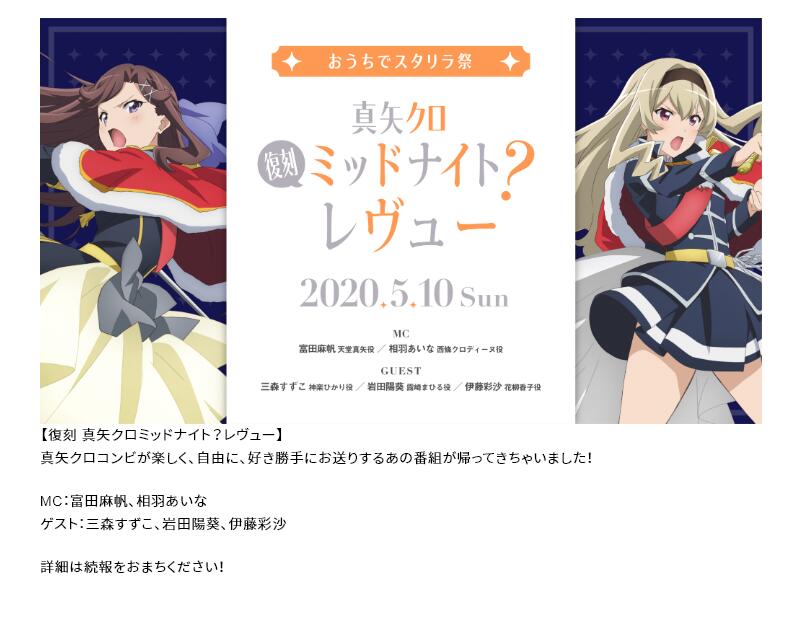 おうちでスタリラ祭
真矢クロ
復刻
ミッドナイト?
レヴュー
2020.5.10 Sun
MC
富田麻帆 天堂真矢役 / 相羽あいな 西條クロディーヌ役
GUEST
三森すずこ 神楽ひかり役 / 岩田陽葵 露崎まひる役 / 伊藤彩沙 花柳香子役
【復刻 真矢クロミッドナイト？レヴュー】
真矢クロコンビが楽しく、自由に、好き勝手にお送りするあの番組が帰ってきちゃいました!
MC：富田麻帆、相羽あいな
ゲスト：三森すずこ、岩田陽葵、伊藤彩沙
詳細は続報をおまちください!